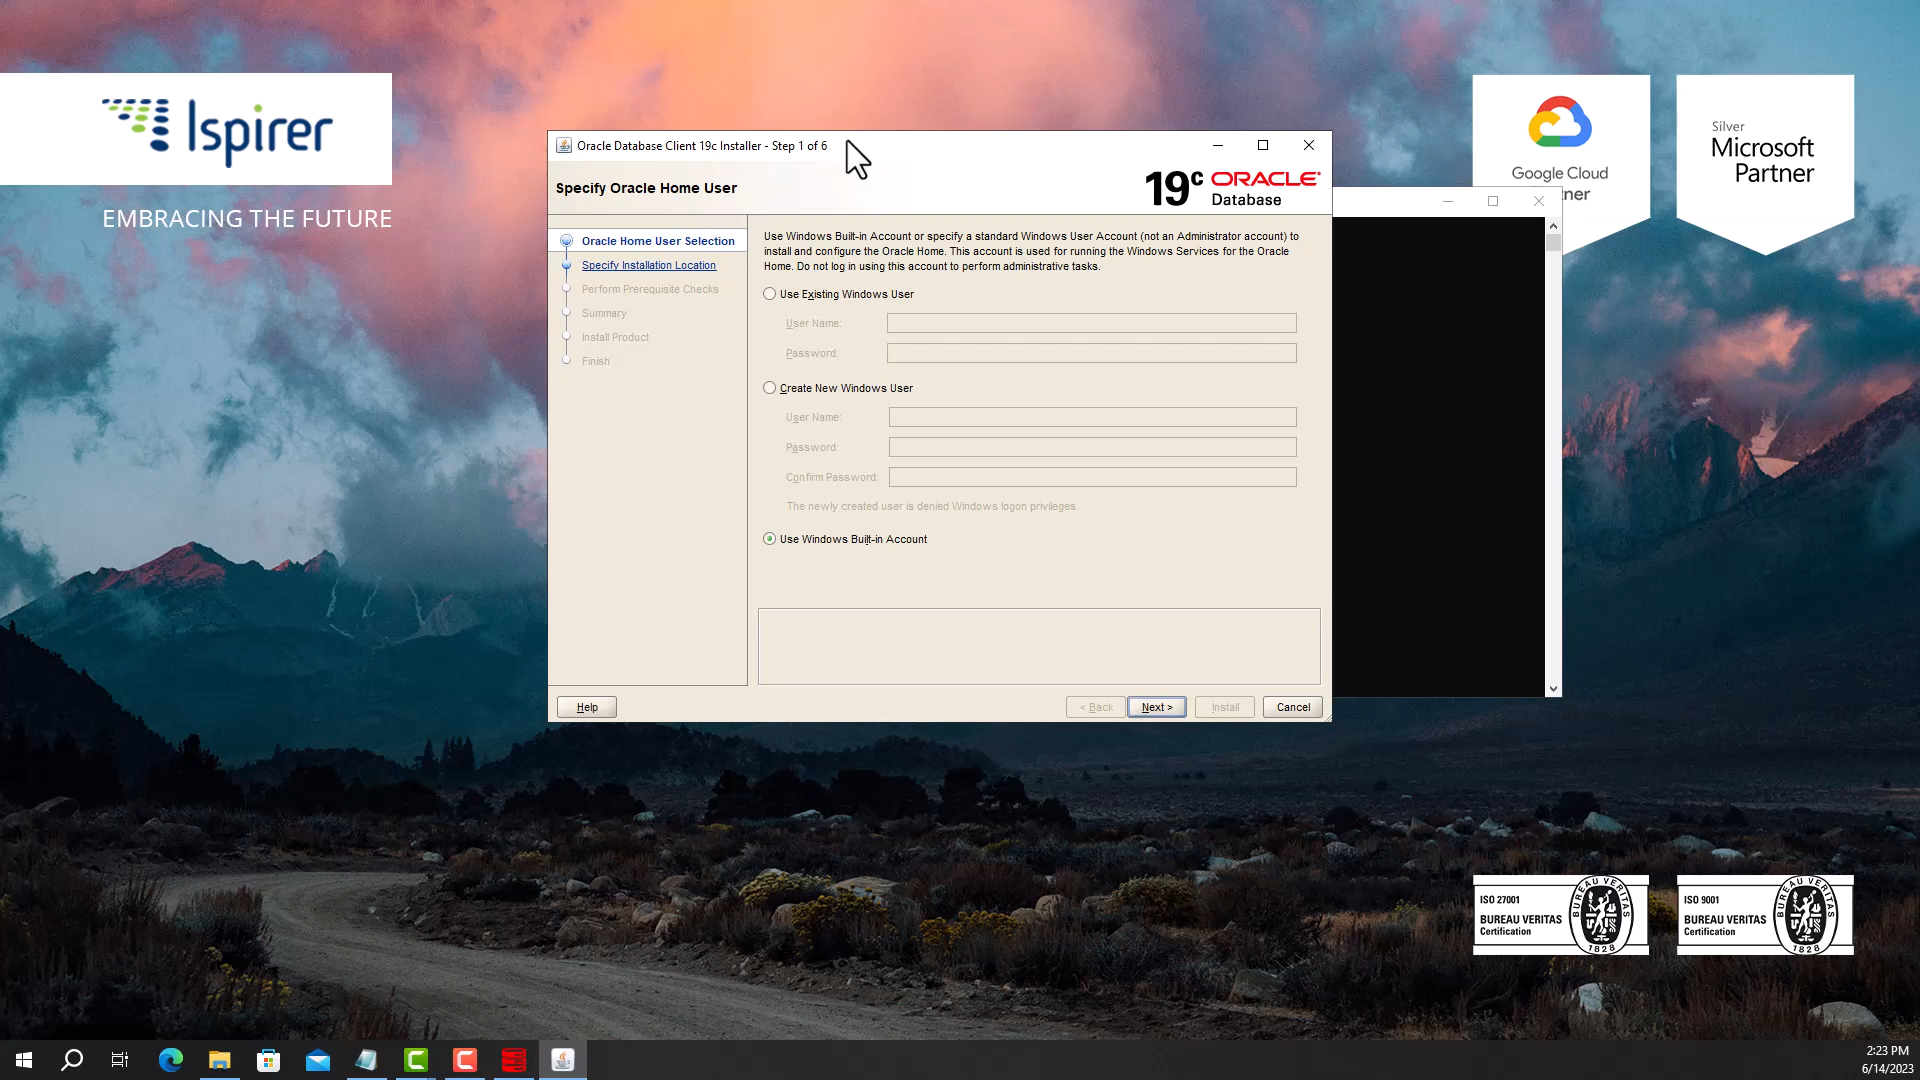 Ispirer
EMBRACING THE FUTURE
Google Cloud
ner
Silver
Microsoft
Partner
Oracle Database Client 19c Installer - Step 1 of 6
Specify Oracle Home User
19c ORACLE
Database
Oracle Home User Selection
Specify Installation Location
Perform Prerequisite Checks
Summary
Install Product
Finish
Use Windows Built-in Account or specify a standard Windows User Account (not an Administrator account) to
install and configure the Oracle Home. This account is used for running the Windows Services for the Oracle
Home. Do not log in using this account to perform administrative tasks.
Use Existing Windows User
User Name:
Password:
Create New Windows User
User Name:
Password:
Confirm Password:
The newly created user is denied Windows logon privileges.
Use Windows Built-in Account
Help
< Back
Next >
Install
Cancel
ISO 27001
BUREAU VERITAS
Certification
BUREAU VERITAS
1828
ISO 9001
BUREAU VERITAS
Certification
BUREAU VERITAS
1828
2:23 PM
6/14/2023